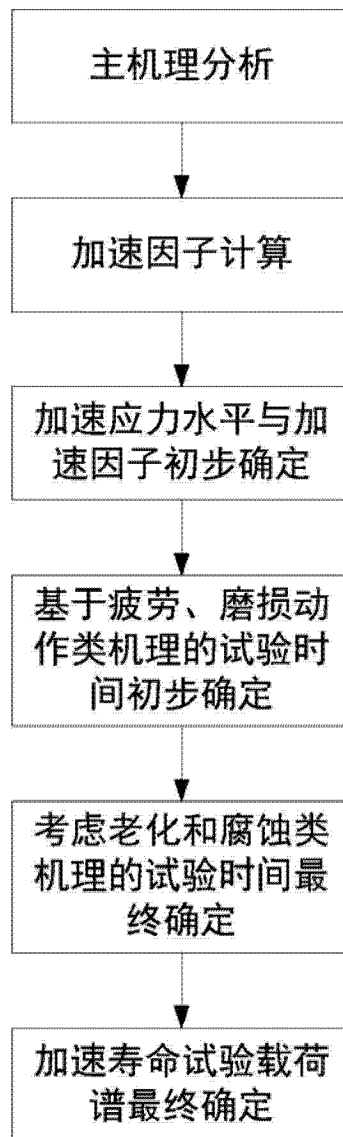 主机理分析
加速因子计算
加速应力水平与加
速因子初步确定
基于疲劳、磨损动
作类机理的试验时
间初步确定
考虑老化和腐蚀类
机理的试验时间最
终确定
加速寿命试验载荷
谱最终确定